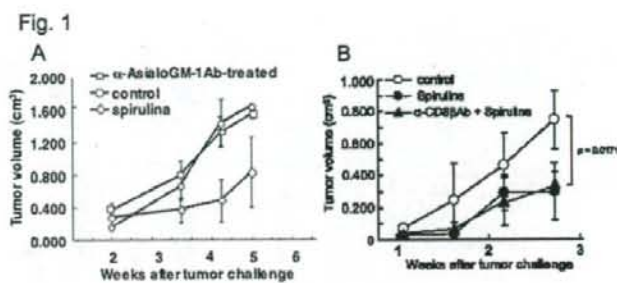 Fig. 1
A
α-AsialoGM-1Ab-treated
control
spirulina
Tumor volume (cm³)
2.000
1.600
1.200
0.800
0.400
0.000
2 3 4 5 6
Weeks after tumor challenge
B
control
Spirulina
α-CD8βAb + Spirulina
Tumor volume (cm³)
1.000
0.800
0.600
0.400
0.200
0
1 2 3
Weeks after tumor challenge